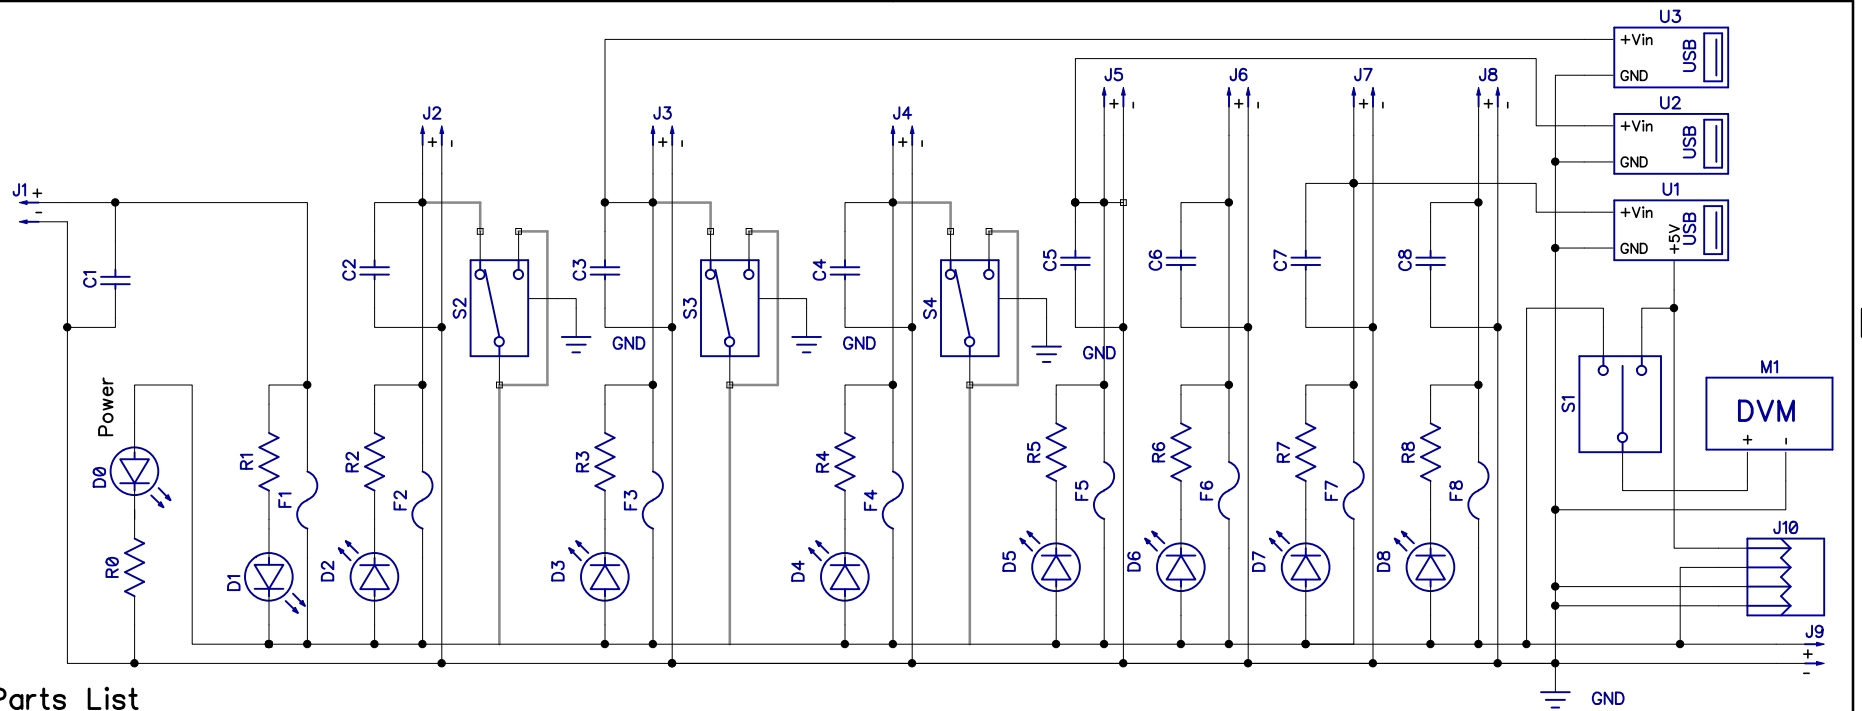 U3
+Vin
GND
USB
U2
+Vin
GND
USB
U1
+Vin
GND
+5V
USB
J1
+
-
J2
+ -
J3
+ -
J4
+ -
J5
+ -
J6
+ -
J7
+ -
J8
+ -
C1
C2
S2
GND
C3
S3
GND
C4
S4
GND
C5
C6
C7
C8
Power
D0
R0
R1
F1
D1
R2
F2
D2
R3
F3
D3
R4
F4
D4
R5
F5
D5
R6
F6
D6
R7
F7
D7
R8
F8
D8
S1
M1
DVM
+ -
J10
J9
+
-
GND
Parts List